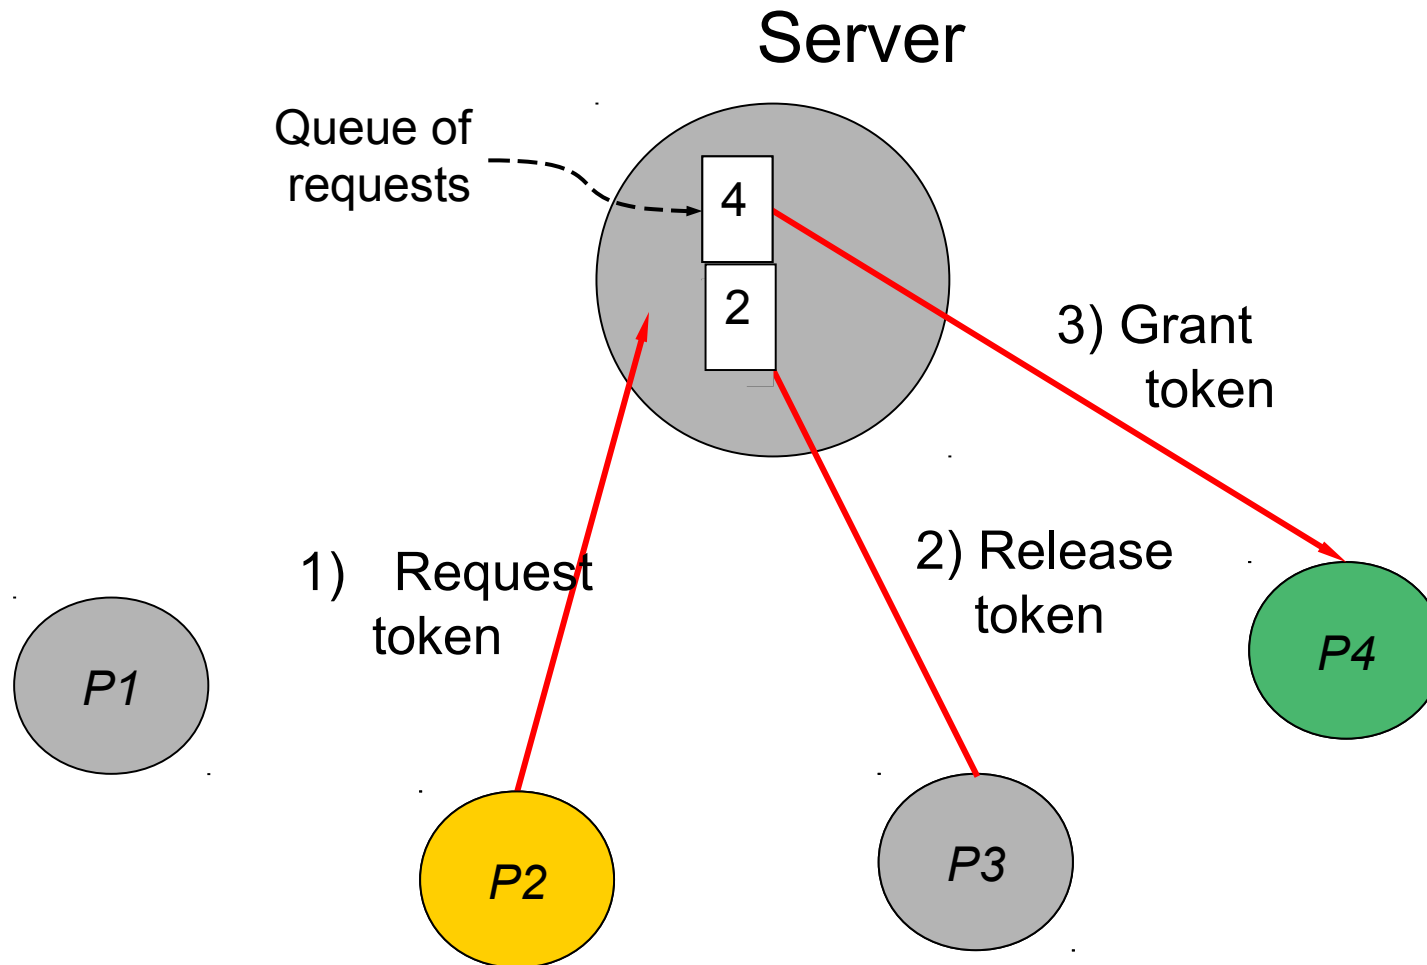 Server
Queue of
requests
4
2
3) Grant
token
1) Request
token
2) Release
token
P1
P2
P3
P4